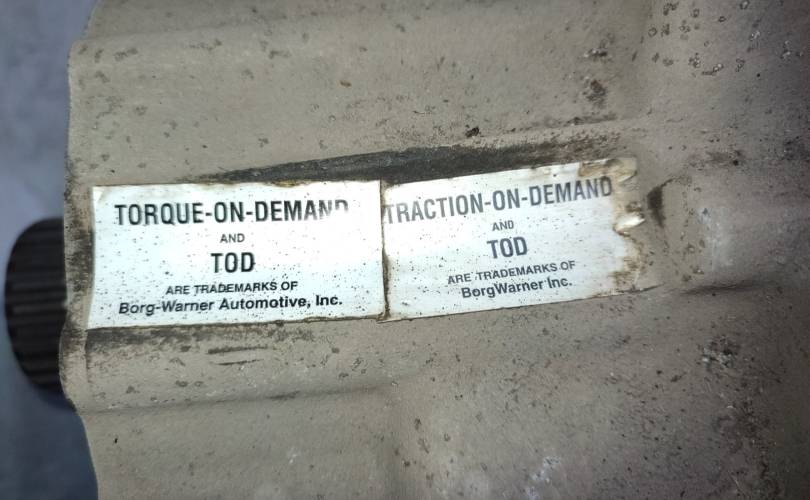 TORQUE-ON-DEMAND
AND
TOD
ARE TRADEMARKS OF
Borg-Warner Automotive, Inc.
TRACTION-ON-DEMAND
AND
TOD
ARE TRADEMARKS OF
BorgWarner Inc.